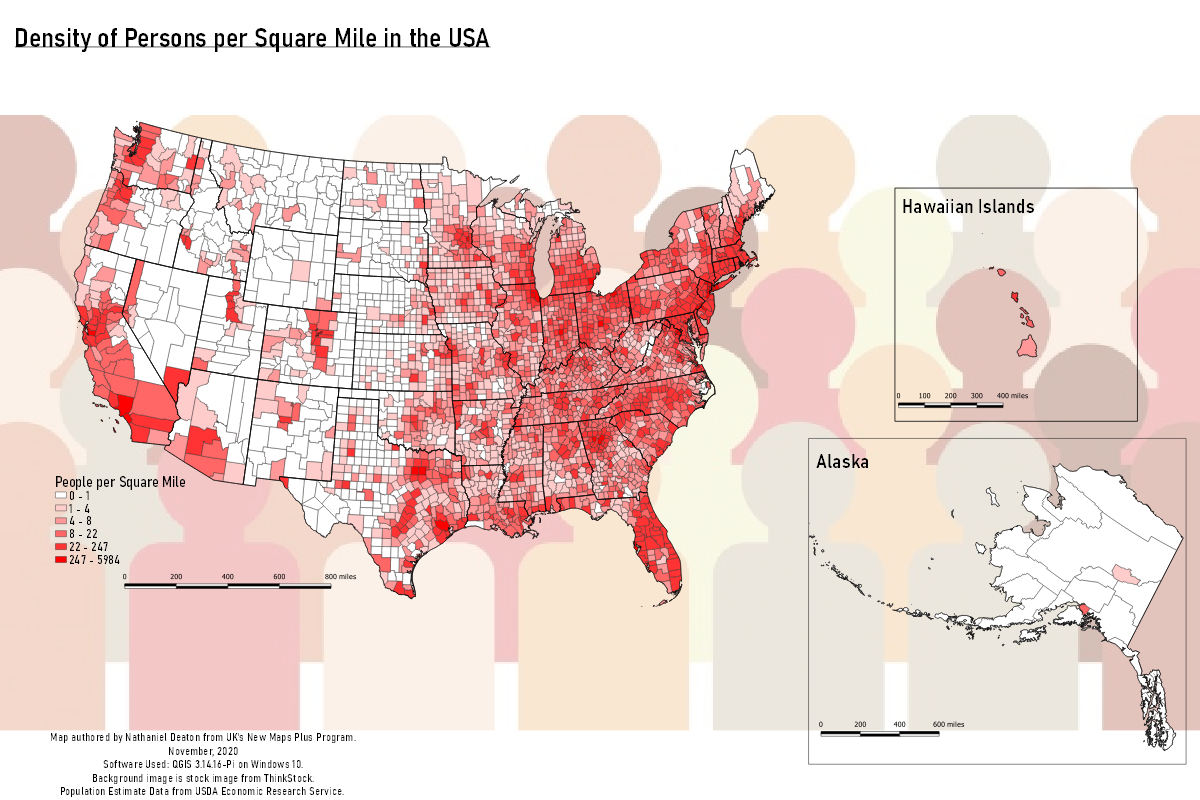 Density of Persons per Square Mile in the USA
Hawaiian Islands
0 100 200 300 400 miles
Alaska
People per Square Mile
0 - 1
1 - 4
4 - 8
8 - 22
22 - 247
247 - 5984
0 200 400 600 800 miles
0 200 400 600 miles
Map authored by Nathaniel Deaton from UK's New Maps Plus Program.
November, 2020
Software Used: QGIS 3.14.16-Pi on Windows 10.
Background image is stock image from ThinkStock.
Population Estimate Data from USDA Economic Research Service.